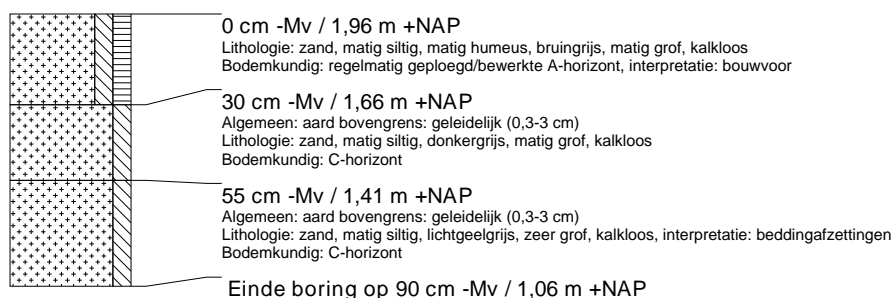 0 cm -Mv / 1,96 m +NAP
Lithologie: zand, matig siltig, matig humeus, bruingrijs, matig grof, kalkloos
Bodemkundig: regelmatig geploegd/bewerkte A-horizont, interpretatie: bouwvoor
30 cm -Mv / 1,66 m +NAP
Algemeen: aard bovengrens: geleidelijk (0,3-3 cm)
Lithologie: zand, matig siltig, donkergrijs, matig grof, kalkloos
Bodemkundig: C-horizont
55 cm -Mv / 1,41 m +NAP
Algemeen: aard bovengrens: geleidelijk (0,3-3 cm)
Lithologie: zand, matig siltig, lichtgeelgrijs, zeer grof, kalkloos, interpretatie: beddingafzettingen
Bodemkundig: C-horizont
Einde boring op 90 cm -Mv / 1,06 m +NAP